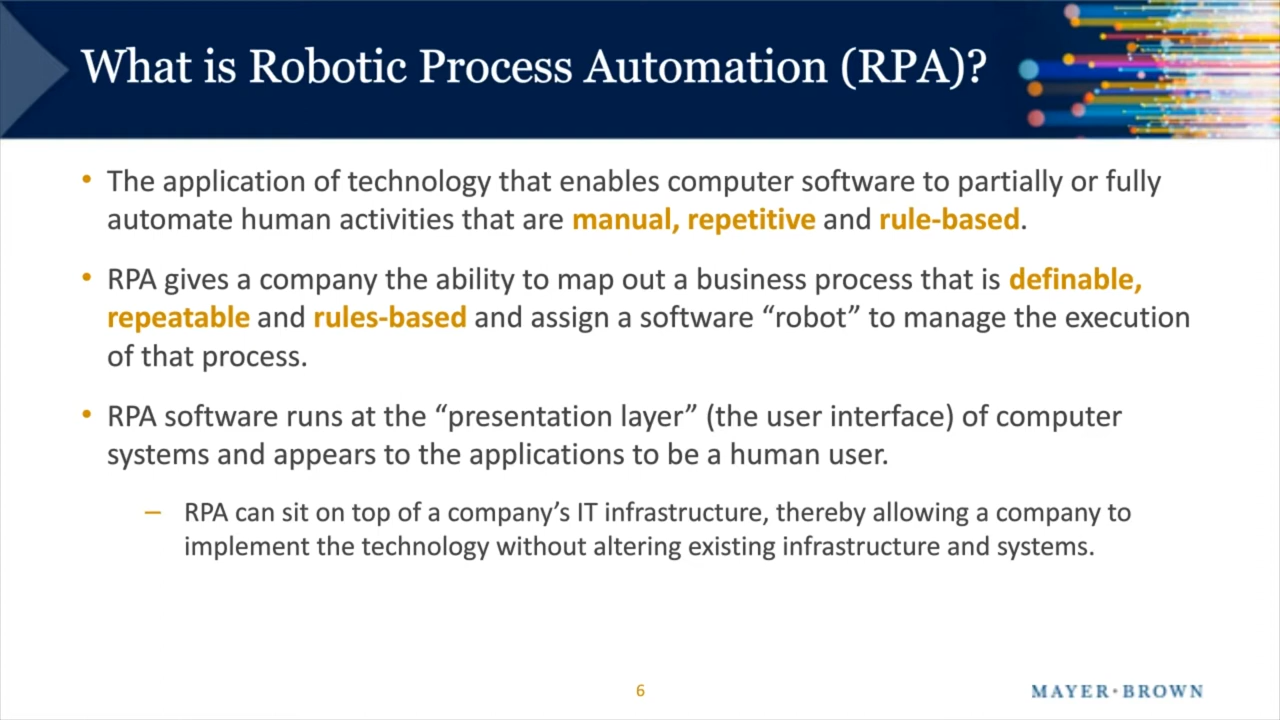 What is Robotic Process Automation (RPA)?
• The application of technology that enables computer software to partially or fully
automate human activities that are manual, repetitive and rule-based.
• RPA gives a company the ability to map out a business process that is definable,
repeatable and rules-based and assign a software “robot” to manage the execution
of that process.
• RPA software runs at the “presentation layer” (the user interface) of computer
systems and appears to the applications to be a human user.
– RPA can sit on top of a company’s IT infrastructure, thereby allowing a company to
implement the technology without altering existing infrastructure and systems.
6
MAYER•BROWN